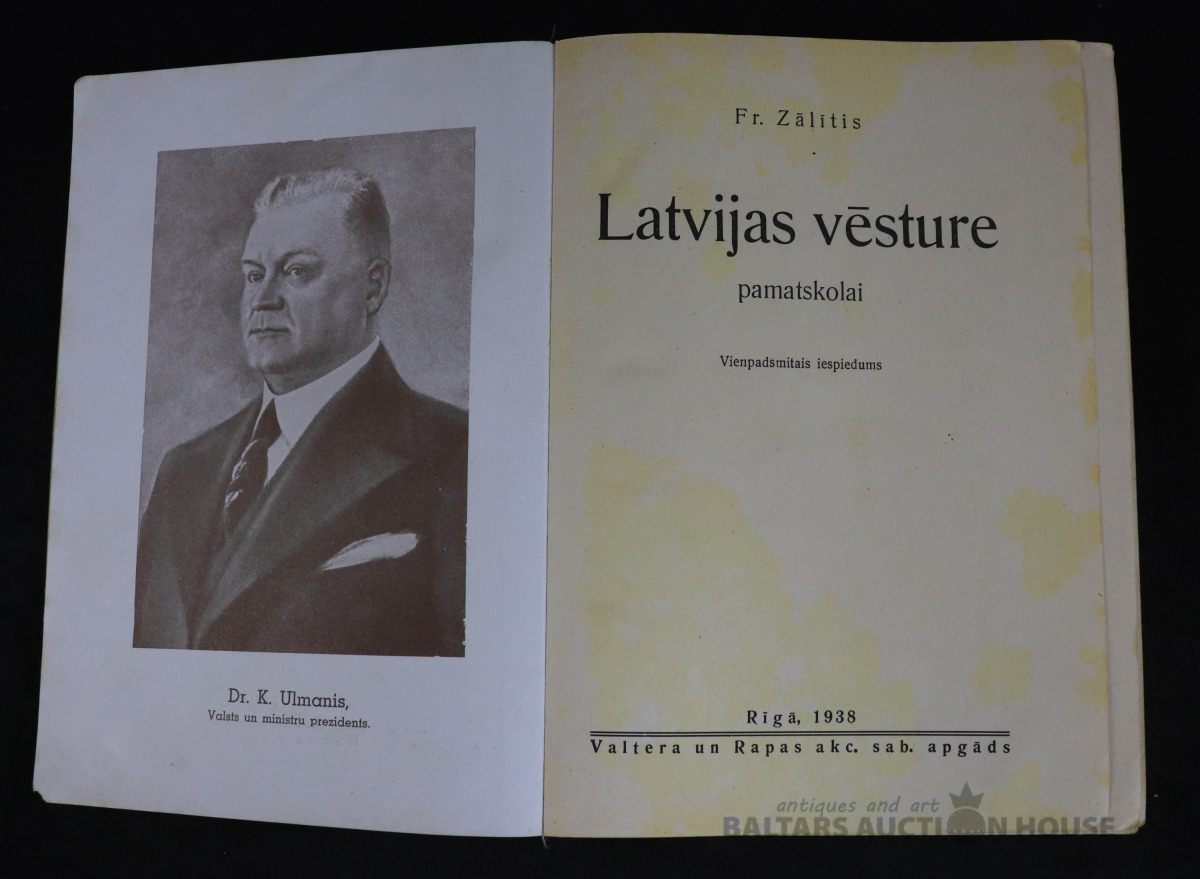 Dr. K. Ulmanis,
Valsts un ministru prezidents.
Fr. Zālītis
Latvijas vēsture
pamatskolai
Vienpadsmitais iespiedums
Rīgā, 1938
Valtera un Rapas akc. sab. apgāds
antiques and art
BALTARS AUCTION HOUSE